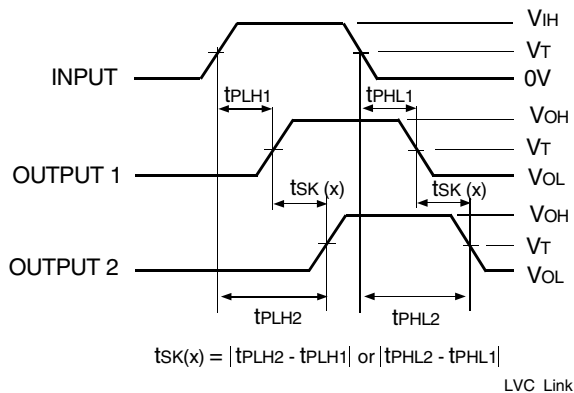 VIH
VT
INPUT
0V
tPLH1
tPHL1
VOH
VT
OUTPUT 1
tSK (x)
tSK (x)
VOL
VOH
VT
OUTPUT 2
VOL
tPLH2
tPHL2
tSK(x) = |tPLH2 - tPLH1| or |tPHL2 - tPHL1|
LVC Link